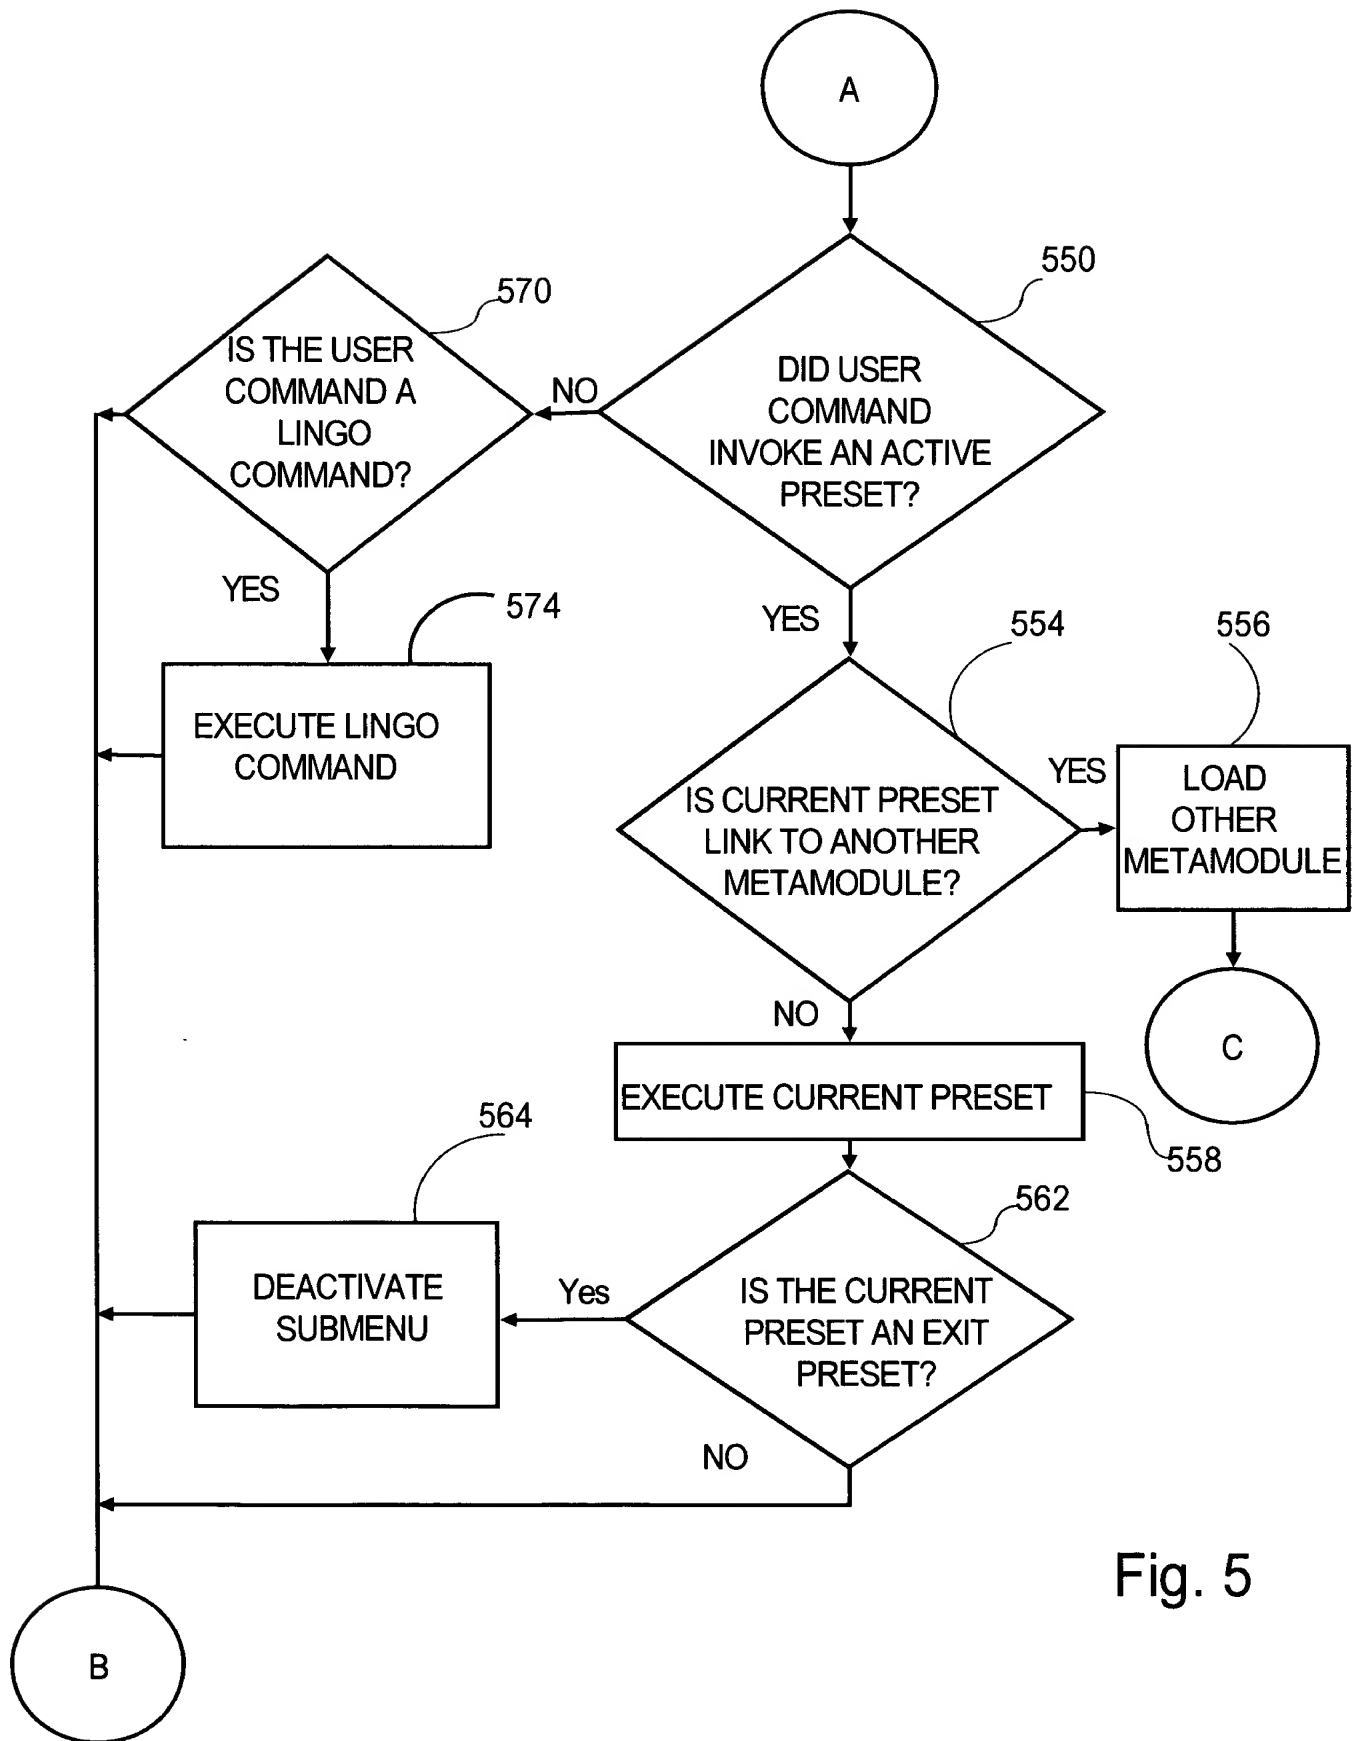 A
550
DID USER
COMMAND
INVOKE AN ACTIVE
PRESET?
NO
570
IS THE USER
COMMAND A
LINGO
COMMAND?
YES
574
EXECUTE LINGO
COMMAND
YES
554
IS CURRENT PRESET
LINK TO ANOTHER
METAMODULE?
YES
556
LOAD
OTHER
METAMODULE
C
NO
EXECUTE CURRENT PRESET
558
562
IS THE CURRENT
PRESET AN EXIT
PRESET?
Yes
564
DEACTIVATE
SUBMENU
NO
B
Fig. 5